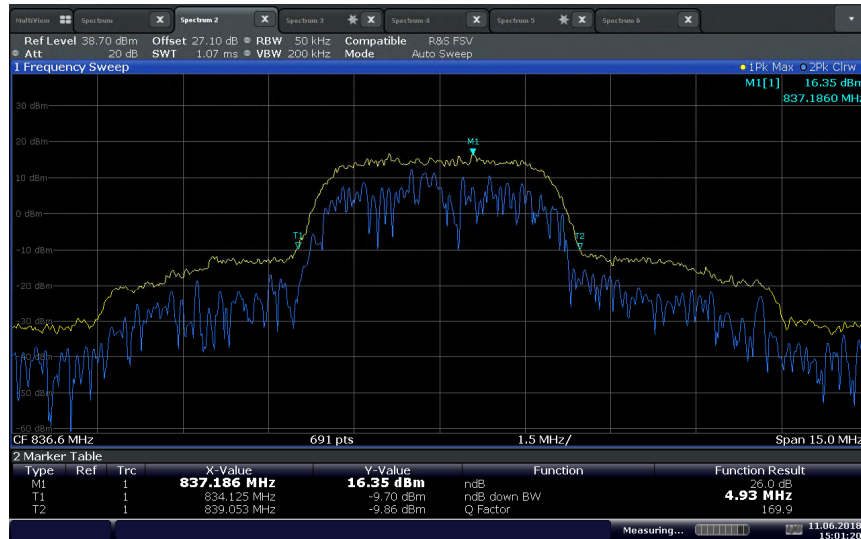 MultiView Spectrum X Spectrum 2 X Spectrum 3 X Spectrum 4 X Spectrum 5 X Spectrum 6 X
Ref Level 38.70 dBm Offset 27.10 dB RBW 50 kHz Compatible R&S FSV
Att 20 dB SWT 1.07 ms VBW 200 kHz Mode Auto Sweep
1 Frequency Sweep 1Pk Max 2Pk Clrw
M1[1] 16.35 dBm
837.1860 MHz
30 dBm
20 dBm
M1
10 dBm
0 dBm
T1 T2
-10 dBm
-20 dBm
-30 dBm
-40 dBm
-50 dBm
-60 dBm
CF 836.6 MHz 691 pts 1.5 MHz/ Span 15.0 MHz
2 Marker Table
Type Ref Trc X-Value Y-Value Function Function Result
M1 1 837.186 MHz 16.35 dBm ndB 26.0 dB
T1 1 834.125 MHz -9.70 dBm ndB down BW 4.93 MHz
T2 1 839.053 MHz -9.86 dBm Q Factor 169.9
Measuring... 11.06.2018
15:01:20